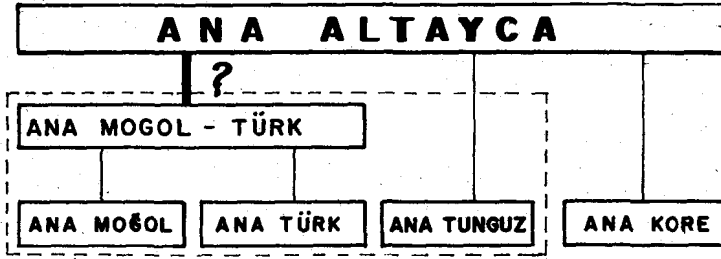 ANA ALTAYCA
?
ANA MOGOL - TÜRK
ANA MOĞOL
ANA TÜRK
ANA TUNGUZ
ANA KORE